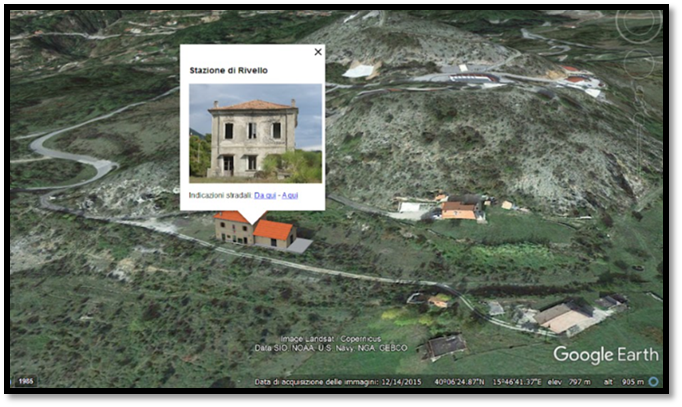 Stazione di Rivello
Indicazioni stradali: Da qui - A qui
Image Landsat / Copernicus
Data SIO, NOAA, U.S. Navy, NGA, GEBCO
Google Earth
1985
Data di acquisizione delle immagini: 12/14/2015 40°06'24.87"N 15°46'41.37"E elev 797 m alt 905 m